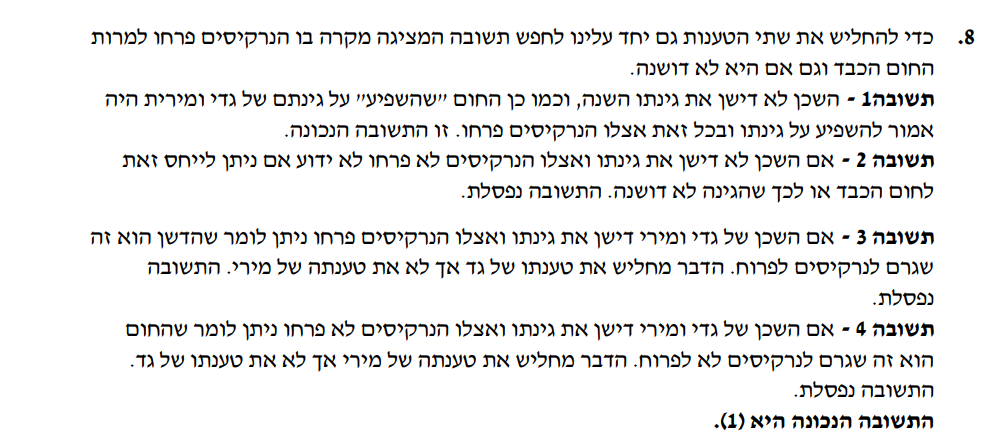 8. כדי להחליש את שתי הטענות גם יחד עלינו לחפש תשובה המציגה מקרה בו הנרקיסים פרחו למרות
החום הכבד וגם אם היא לא דושנה.
תשובה1 - השכן לא דישן את גינתו השנה, וכמו כן החום "שהשפיע" על גינתם של גדי ומירית היה
אמור להשפיע על גינתו ובכל זאת אצלו הנרקיסים פרחו. זו התשובה הנכונה.
תשובה 2 - אם השכן לא דישן את גינתו ואצלו הנרקיסים לא פרחו לא ידוע אם ניתן לייחס זאת
לחום הכבד או לכך שהגינה לא דושנה. התשובה נפסלת.
תשובה 3 - אם השכן של גדי ומירי דישן את גינתו ואצלו הנרקיסים פרחו ניתן לומר שהדשן הוא זה
שגרם לנרקיסים לפרוח. הדבר מחליש את טענתו של גד אך לא את טענתה של מירי. התשובה
נפסלת.
תשובה 4 - אם השכן של גדי ומירי דישן את גינתו ואצלו הנרקיסים לא פרחו ניתן לומר שהחום
הוא זה שגרם לנרקיסים לא לפרוח. הדבר מחליש את טענתה של מירי אך לא את טענתו של גד.
התשובה נפסלת.
התשובה הנכונה היא (1).